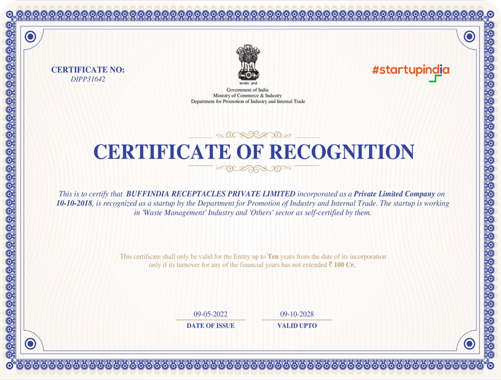 CERTIFICATE NO:
DIPP31642
#startupindia
Government of India
Ministry of Commerce & Industry
Department for Promotion of Industry and Internal Trade
CERTIFICATE OF RECOGNITION
This is to certify that BUFFINDIA RECEPTACLES PRIVATE LIMITED incorporated as a Private Limited Company on
10-10-2018, is recognized as a startup by the Department for Promotion of Industry and Internal Trade. The startup is working
in 'Waste Management' Industry and 'Others' sector as self-certified by them.
This certificate shall only be valid for the Entity up to Ten years from the date of its incorporation
only if its turnover for any of the financial years has not extended ₹ 100 Cr.
09-05-2022 09-10-2028
DATE OF ISSUE VALID UPTO